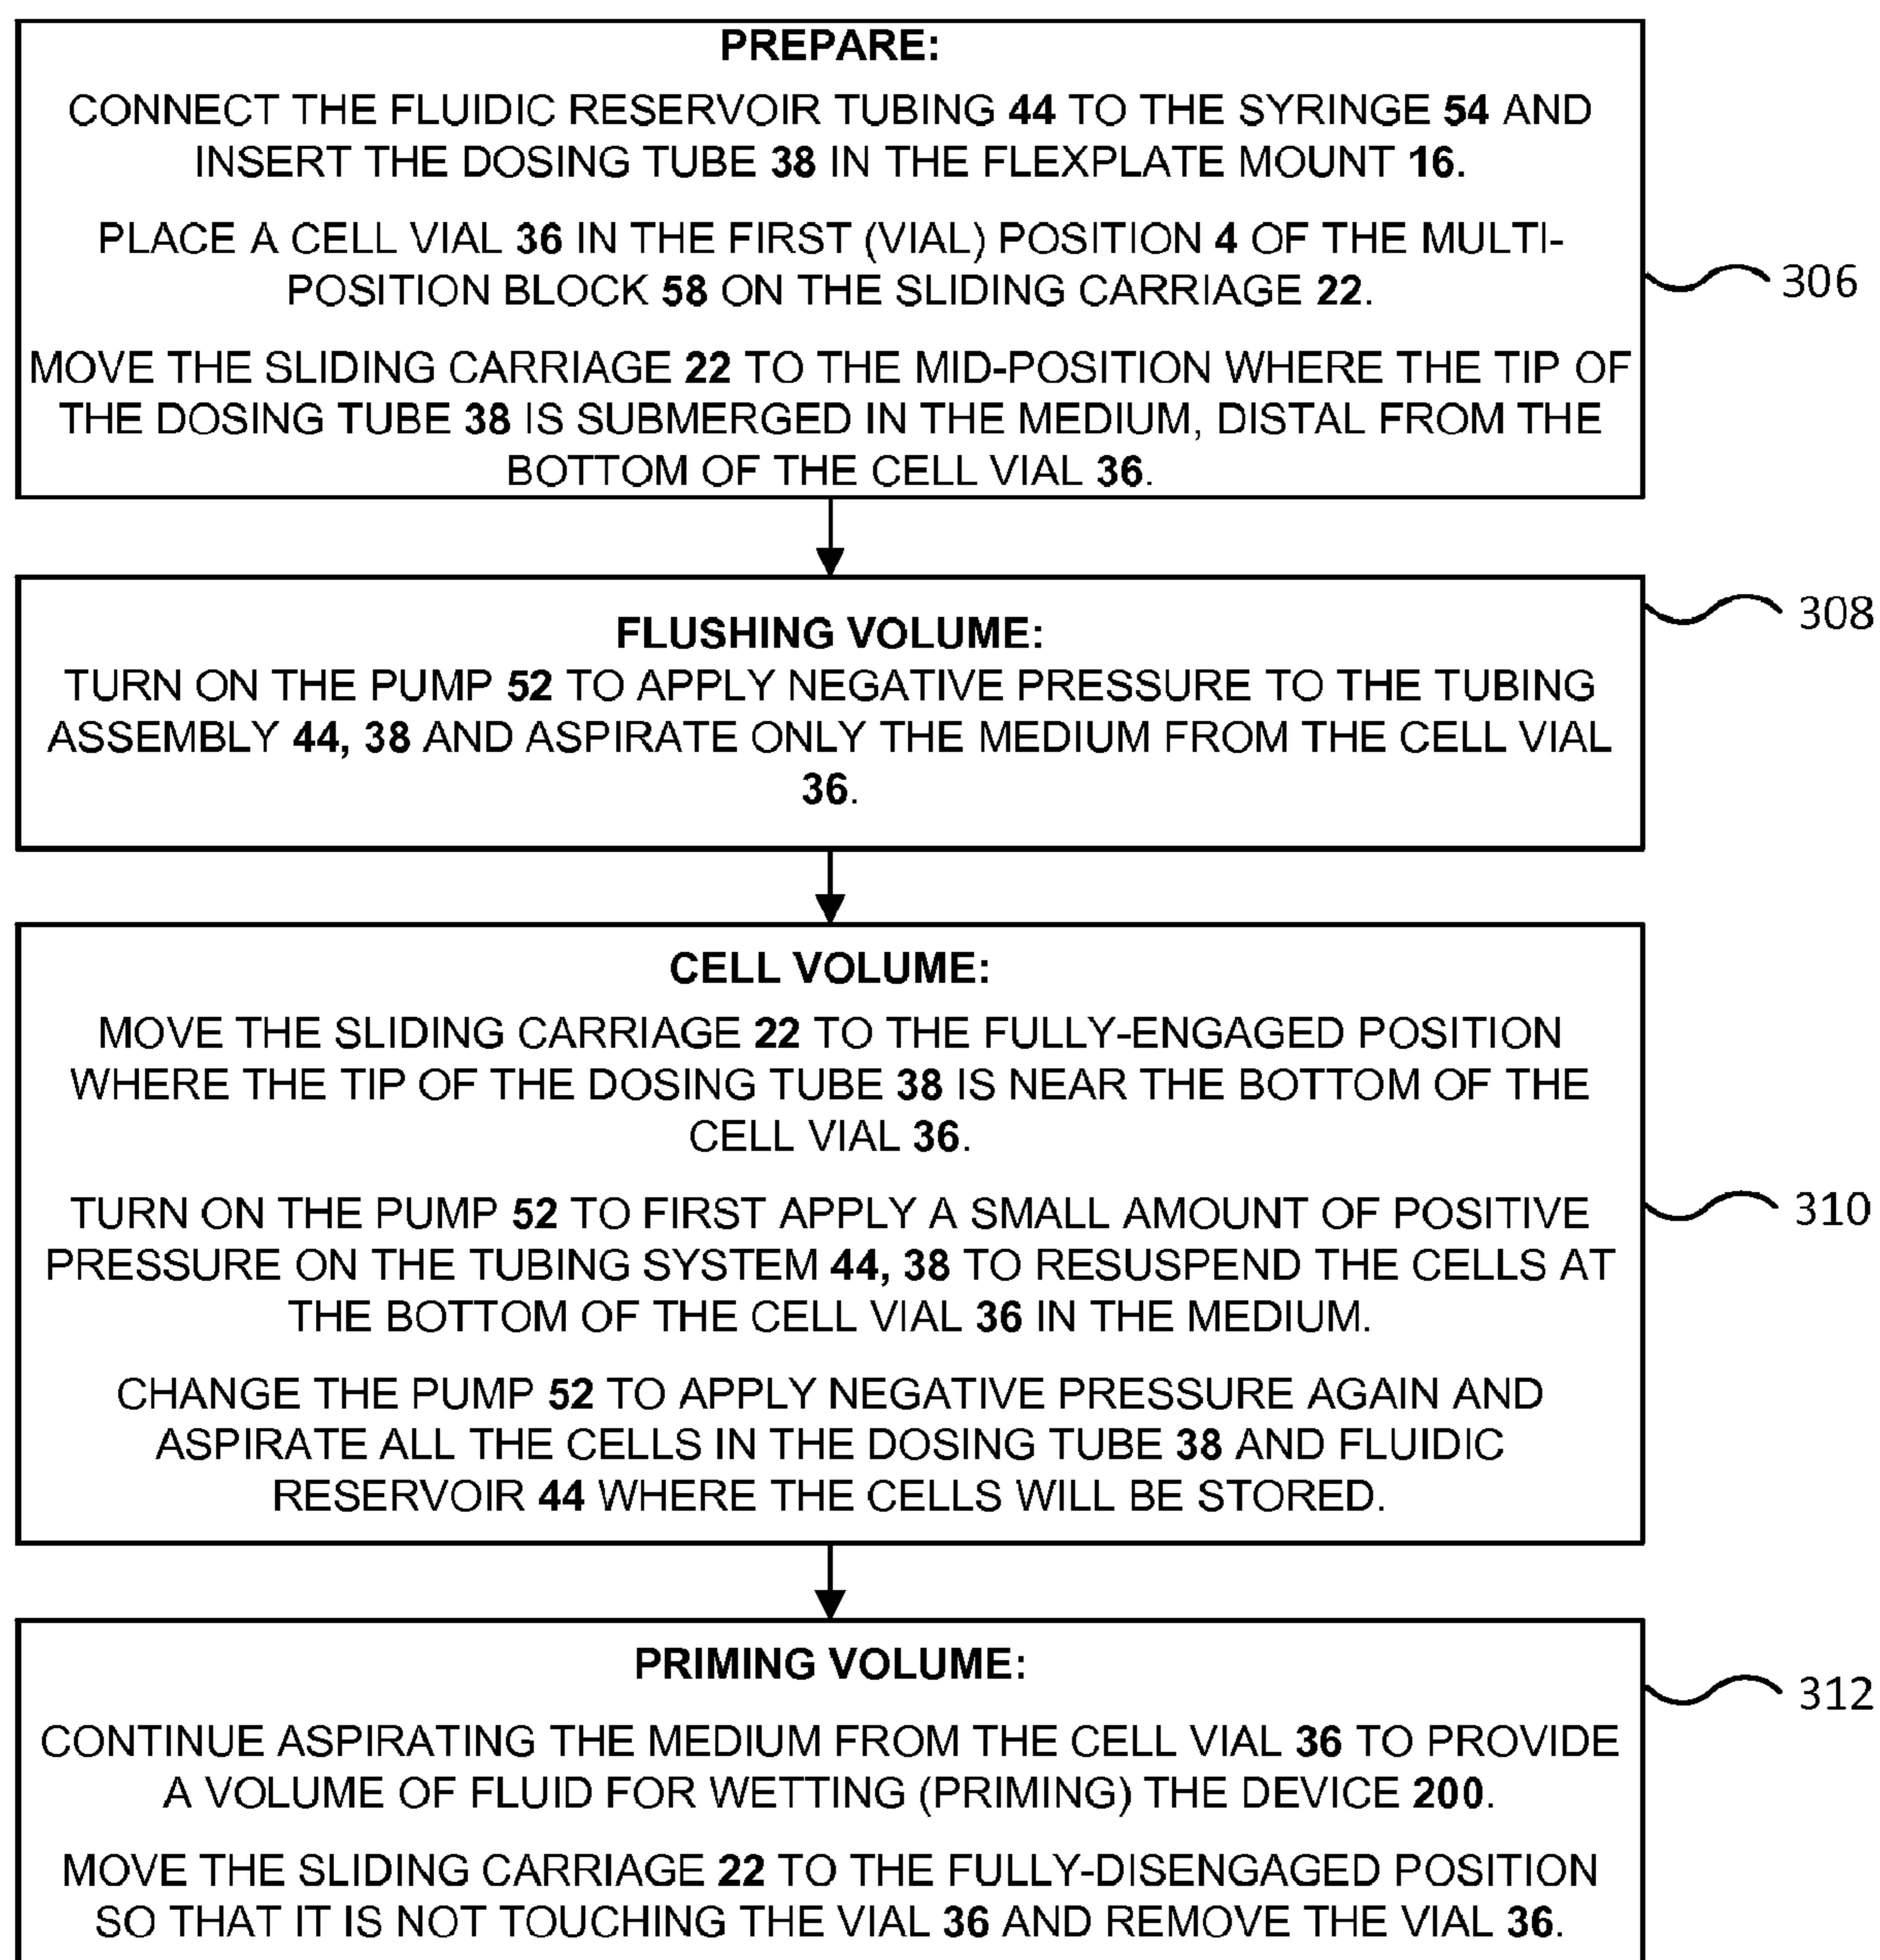 PREPARE:
CONNECT THE FLUIDIC RESERVOIR TUBING 44 TO THE SYRINGE 54 AND
INSERT THE DOSING TUBE 38 IN THE FLEXPLATE MOUNT 16.
PLACE A CELL VIAL 36 IN THE FIRST (VIAL) POSITION 4 OF THE MULTI-
POSITION BLOCK 58 ON THE SLIDING CARRIAGE 22.
MOVE THE SLIDING CARRIAGE 22 TO THE MID-POSITION WHERE THE TIP OF
THE DOSING TUBE 38 IS SUBMERGED IN THE MEDIUM, DISTAL FROM THE
BOTTOM OF THE CELL VIAL 36.
306
FLUSHING VOLUME:
TURN ON THE PUMP 52 TO APPLY NEGATIVE PRESSURE TO THE TUBING
ASSEMBLY 44, 38 AND ASPIRATE ONLY THE MEDIUM FROM THE CELL VIAL
36.
308
CELL VOLUME:
MOVE THE SLIDING CARRIAGE 22 TO THE FULLY-ENGAGED POSITION
WHERE THE TIP OF THE DOSING TUBE 38 IS NEAR THE BOTTOM OF THE
CELL VIAL 36.
TURN ON THE PUMP 52 TO FIRST APPLY A SMALL AMOUNT OF POSITIVE
PRESSURE ON THE TUBING SYSTEM 44, 38 TO RESUSPEND THE CELLS AT
THE BOTTOM OF THE CELL VIAL 36 IN THE MEDIUM.
CHANGE THE PUMP 52 TO APPLY NEGATIVE PRESSURE AGAIN AND
ASPIRATE ALL THE CELLS IN THE DOSING TUBE 38 AND FLUIDIC
RESERVOIR 44 WHERE THE CELLS WILL BE STORED.
310
PRIMING VOLUME:
CONTINUE ASPIRATING THE MEDIUM FROM THE CELL VIAL 36 TO PROVIDE
A VOLUME OF FLUID FOR WETTING (PRIMING) THE DEVICE 200.
MOVE THE SLIDING CARRIAGE 22 TO THE FULLY-DISENGAGED POSITION
SO THAT IT IS NOT TOUCHING THE VIAL 36 AND REMOVE THE VIAL 36.
312